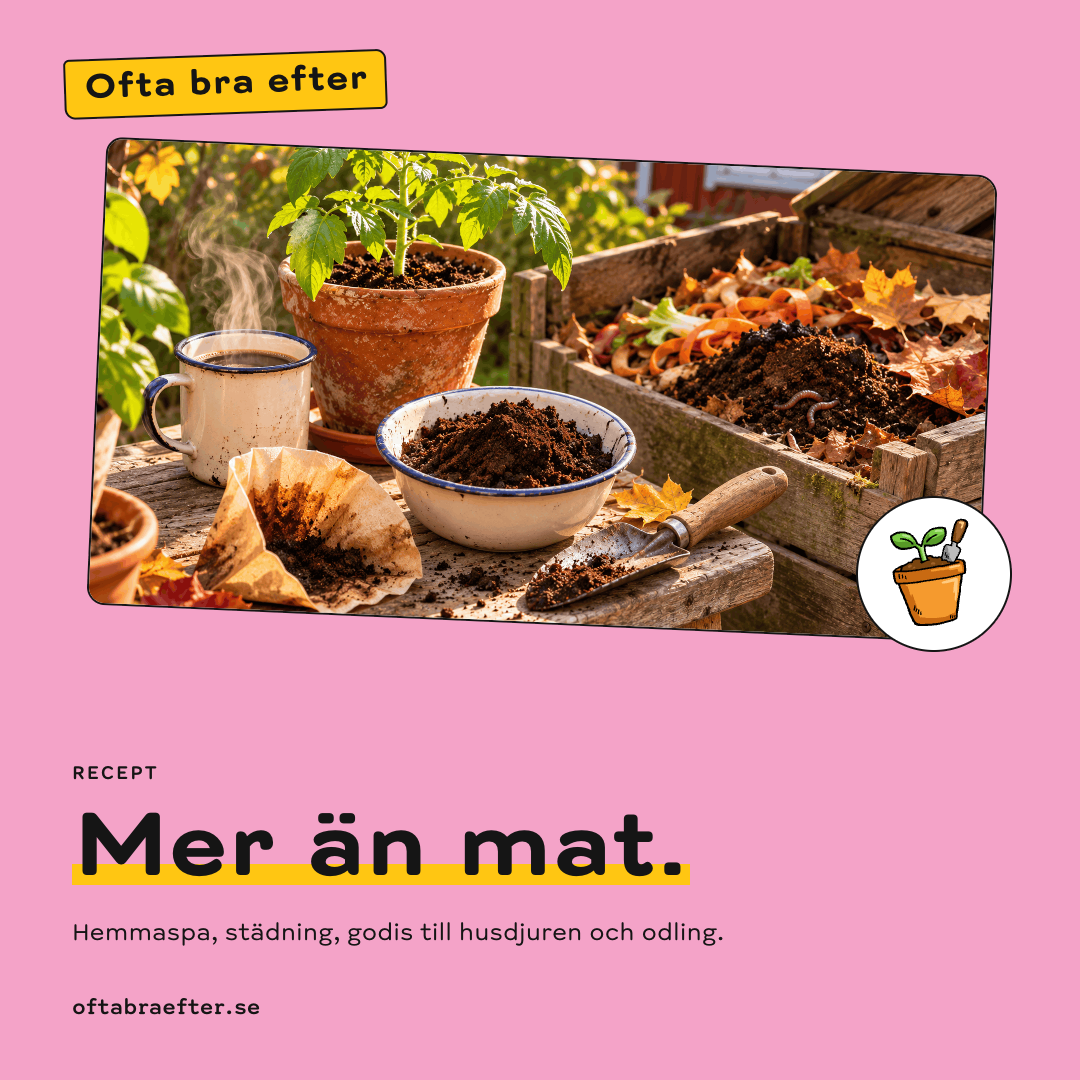 Ofta bra efter
RECEPT
Mer än mat.
Hemmaspa, städning, godis till husdjuren och odling.
oftabraefter.se